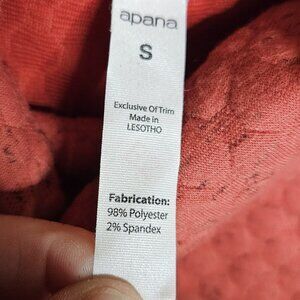 apana
S
Exclusive Of Trim
Made in
LESOTHO
Fabrication:
98% Polyester
2% Spandex